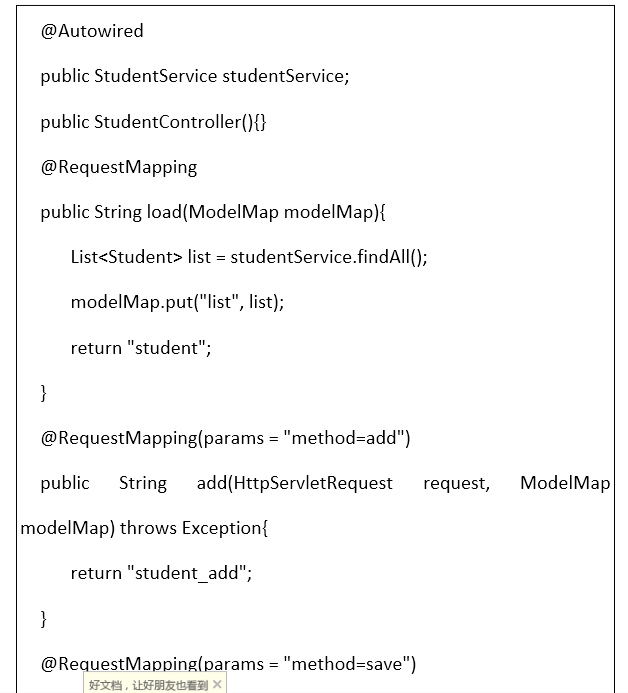 @Autowired
public StudentService studentService;
public StudentController(){}
@RequestMapping
public String load(ModelMap modelMap){
List<Student> list = studentService.findAll();
modelMap.put("list", list);
return "student";
}
@RequestMapping(params = "method=add")
public String add(HttpServletRequest request, ModelMap
modelMap) throws Exception{
return "student_add";
}
@RequestMapping(params = "method=save")
好文档，让好朋友也看到